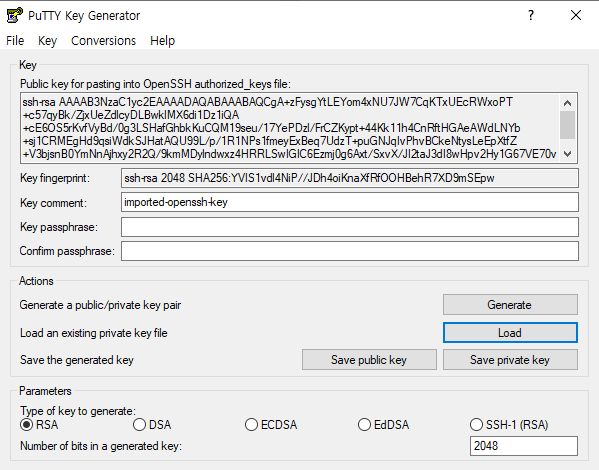 PuTTY Key Generator
File Key Conversions Help
Key
Public key for pasting into OpenSSH authorized_keys file:
ssh-rsa AAAAB3NzaC1yc2EAAAADAQABAAABAQCgA+zFysgYtLEYom4xNU7JW7CqKTxUEcRWxoPT
+c57qyBk/ZjxUeZdlcyDLBwkIMX6di1Dz1iQA
+cE6OS5rKvfVyBd/0g3LSHafGhbkKuCQM19seu/17YePDzI/FrCZKypt+44Kk11h4CnRftHGAeAWdLNYb
+sj1CRMEgHd9qsiWdkSJHatAQU99L/p/1R1NPs1fmeyExBeq7UdzT+puGNJqIvPhvBCkeNtysLeEpXtfZ
+V3bjsnB0YmNnAjhxy2R2Q/9kmMDylndwxz4HRRLSwIGlC6Ezmj0g6Axt/SxvX/JI2taJ3dI8wHpv2Hy1G67VE70v
Key fingerprint: ssh-rsa 2048 SHA256:YVlS1vdl4NiP//JDh4oiKnaXfRfOOHBehR7XD9mSEpw
Key comment: imported-openssh-key
Key passphrase:
Confirm passphrase:
Actions
Generate a public/private key pair Generate
Load an existing private key file Load
Save the generated key Save public key Save private key
Parameters
Type of key to generate:
RSA DSA ECDSA EdDSA SSH-1 (RSA)
Number of bits in a generated key: 2048